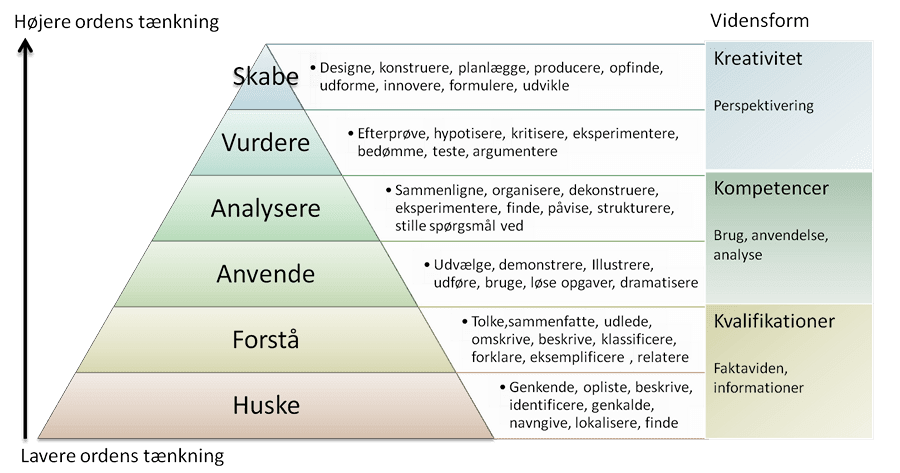 Højere ordens tænkning
Vidensform
Skabe
• Designe, konstruere, planlægge, producere, opfinde,
udforme, innovere, formulere, udvikle
Kreativitet
Perspektivering
Vurdere
• Efterprøve, hypotisere, kritisere, eksperimentere,
bedømme, teste, argumentere
Analysere
• Sammenligne, organisere, dekonstruere,
eksperimentere, finde, påvise, strukturere,
stille spørgsmål ved
Kompetencer
Brug, anvendelse,
analyse
Anvende
• Udvælge, demonstrere, Illustrere,
udføre, bruge, løse opgaver, dramatisere
Forstå
• Tolke,sammenfatte, udlede,
omskrive, beskrive, klassificere,
forklare, eksemplificere , relatere
Kvalifikationer
Faktaviden,
informationer
Huske
• Genkende, opliste, beskrive,
identificere, genkalde,
navngive, lokalisere, finde
Lavere ordens tænkning